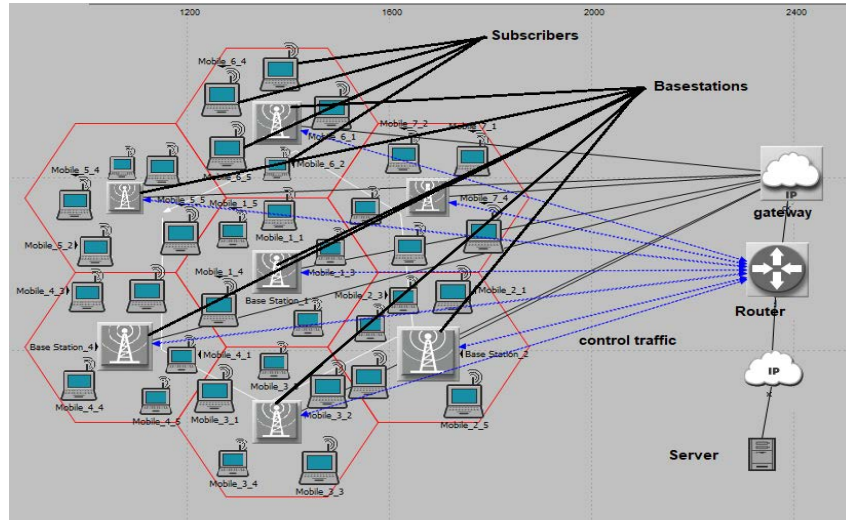 1200 1600 2000 2400
Subscribers
Mobile_6_4
Basestations
Mobile_7_2
Mobile_7_1
Mobile_6_1
Mobile_5_4
Mobile_6_2
Mobile_6_5
IP
Mobile_5_5
Mobile_1_5
Mobile_7_4
gateway
Mobile_1_1
Mobile_5_2
Mobile_1_4
Mobile_1_3
Mobile_4_3
Mobile_2_3
Mobile_2_1
Base Station_1
Router
control traffic
Base Station_4
Mobile_4_1
Base Station_2
IP
Mobile_3
Mobile_4_4
Mobile_4_5
Mobile_3_1
Mobile_3_2
Mobile_2_5
Server
Mobile_3_4
Mobile_3_3